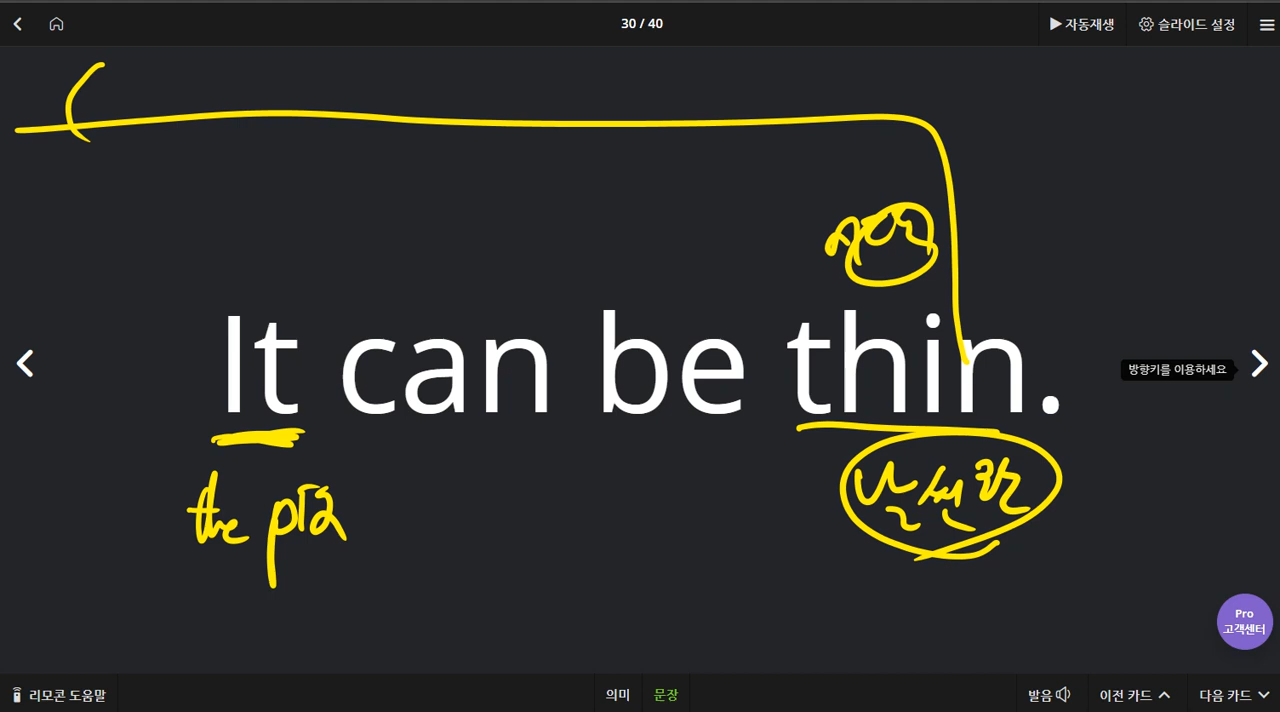 30 / 40
자동재생
슬라이드 설정
얇은
It can be thin.
방향키를 이용하세요
the
날씬한
Pro
고객센터
리모콘 도움말
의미
문장
발음
이전 카드
다음 카드